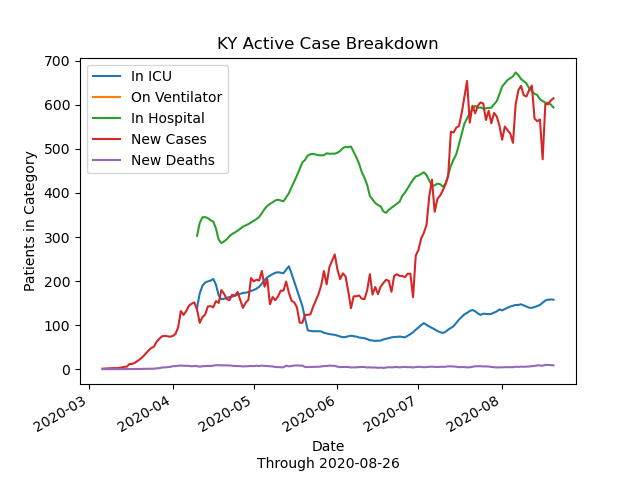 KY Active Case Breakdown
In ICU
On Ventilator
In Hospital
New Cases
New Deaths
700
600
500
400
300
200
100
0
Patients in Category
2020-03
2020-04
2020-05
2020-06
2020-07
2020-08
Date
Through 2020-08-26